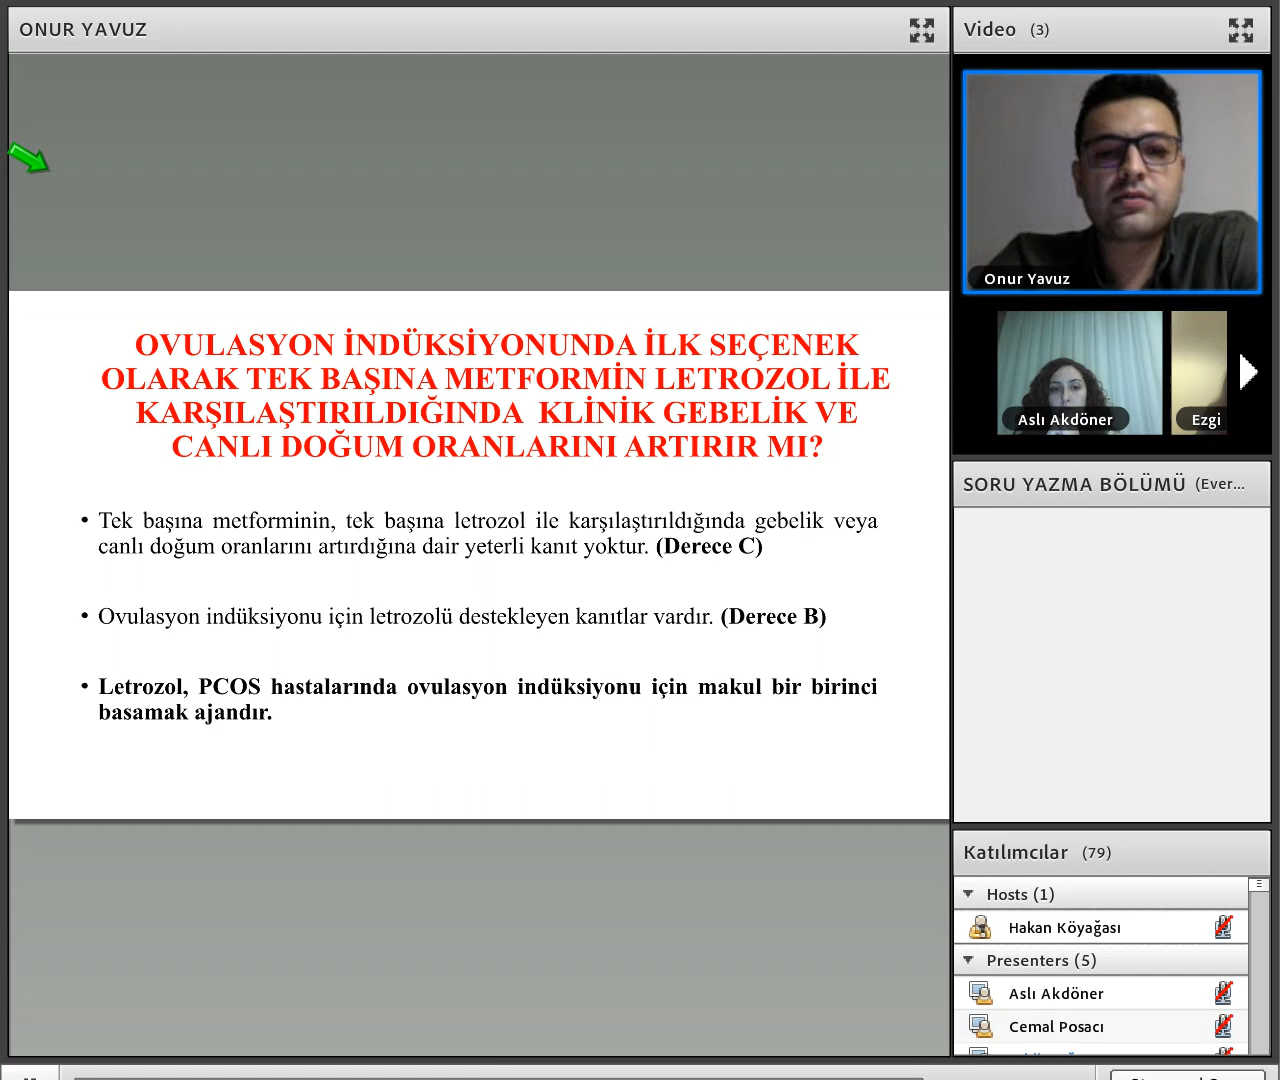 ONUR YAVUZ
OVULASYON İNDÜKSİYONUNDA İLK SEÇENEK
OLARAK TEK BAŞINA METFORMİN LETROZOL İLE
KARŞILAŞTIRILDIĞINDA KLİNİK GEBELİK VE
CANLI DOĞUM ORANLARINI ARTIRIR MI?
• Tek başına metforminin, tek başına letrozol ile karşılaştırıldığında gebelik veya
canlı doğum oranlarını artırdığına dair yeterli kanıt yoktur. (Derece C)
• Ovulasyon indüksiyonu için letrozolü destekleyen kanıtlar vardır. (Derece B)
• Letrozol, PCOS hastalarında ovulasyon indüksiyonu için makul bir birinci
basamak ajandır.
Video (3)
Onur Yavuz
Aslı Akdöner
Ezgi
SORU YAZMA BÖLÜMÜ (Ever...
Katılımcılar (79)
Hosts (1)
Hakan Köyağası
Presenters (5)
Aslı Akdöner
Cemal Posacı